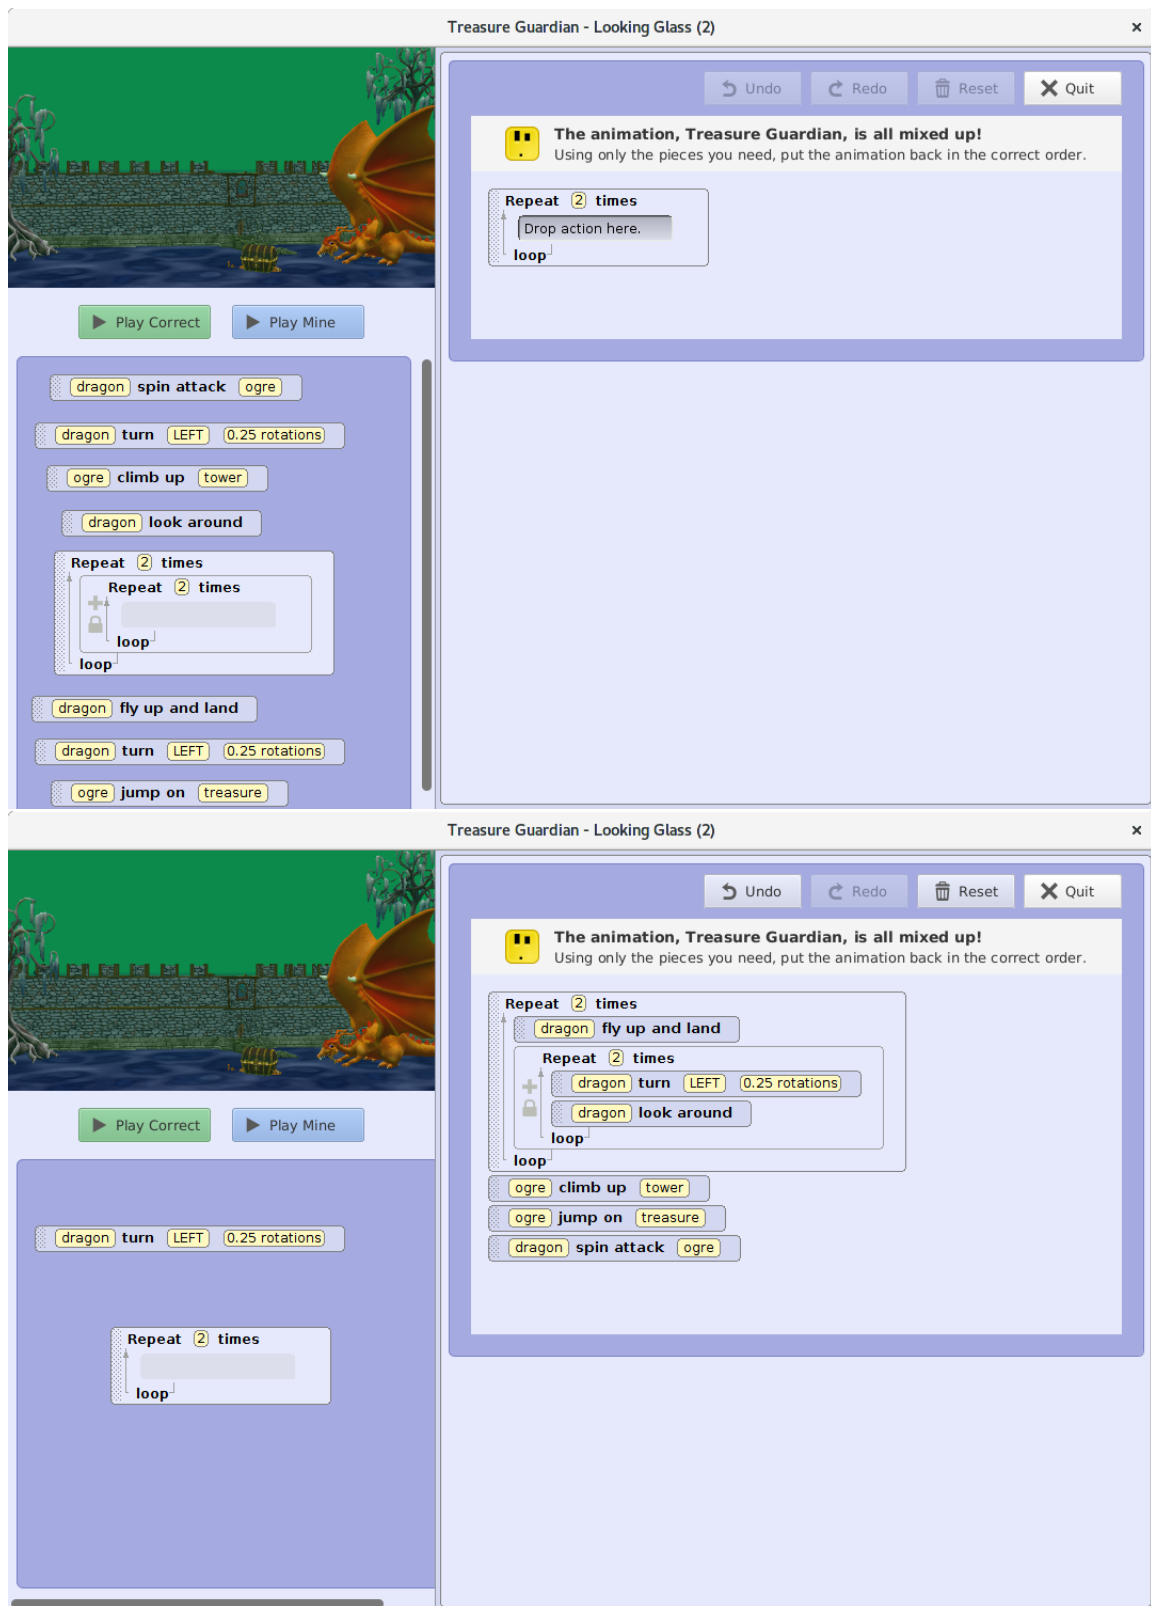 Treasure Guardian - Looking Glass (2)
Undo Redo Reset Quit
The animation, Treasure Guardian, is all mixed up!
Using only the pieces you need, put the animation back in the correct order.
Repeat 2 times
Drop action here.
loop
Play Correct Play Mine
dragon spin attack ogre
dragon turn LEFT 0.25 rotations
ogre climb up tower
dragon look around
Repeat 2 times
Repeat 2 times
loop
loop
dragon fly up and land
dragon turn LEFT 0.25 rotations
ogre jump on treasure
Treasure Guardian - Looking Glass (2)
Undo Redo Reset Quit
The animation, Treasure Guardian, is all mixed up!
Using only the pieces you need, put the animation back in the correct order.
Repeat 2 times
dragon fly up and land
Repeat 2 times
dragon turn LEFT 0.25 rotations
dragon look around
loop
loop
ogre climb up tower
ogre jump on treasure
dragon spin attack ogre
Play Correct Play Mine
dragon turn LEFT 0.25 rotations
Repeat 2 times
loop